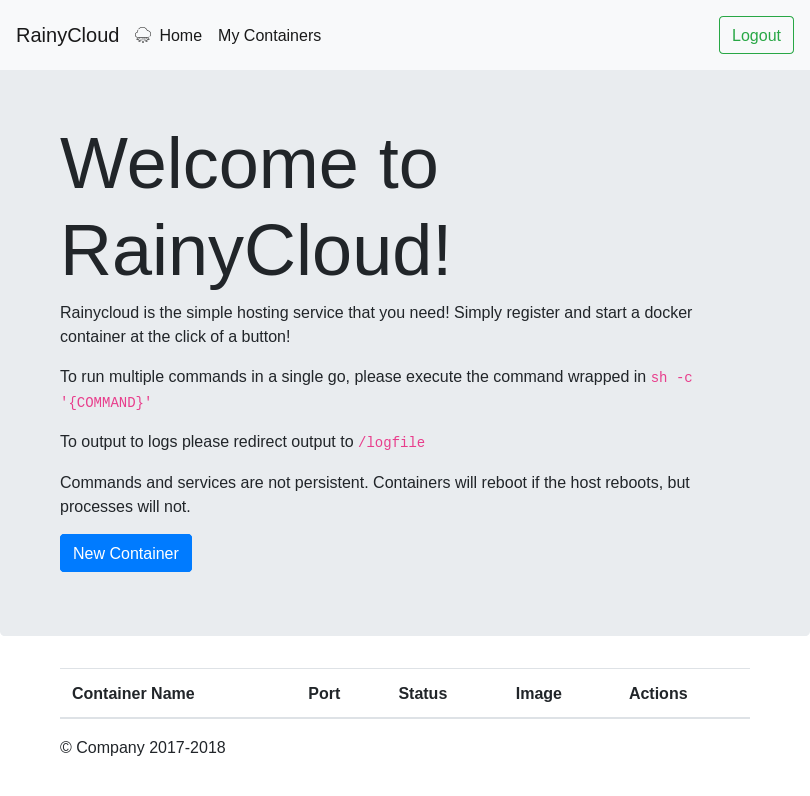 RainyCloud Home My Containers Logout
Welcome to
RainyCloud!
Rainycloud is the simple hosting service that you need! Simply register and start a docker
container at the click of a button!
To run multiple commands in a single go, please execute the command wrapped in sh -c
'{COMMAND}'
To output to logs please redirect output to /logfile
Commands and services are not persistent. Containers will reboot if the host reboots, but
processes will not.
New Container
Container Name Port Status Image Actions
© Company 2017-2018